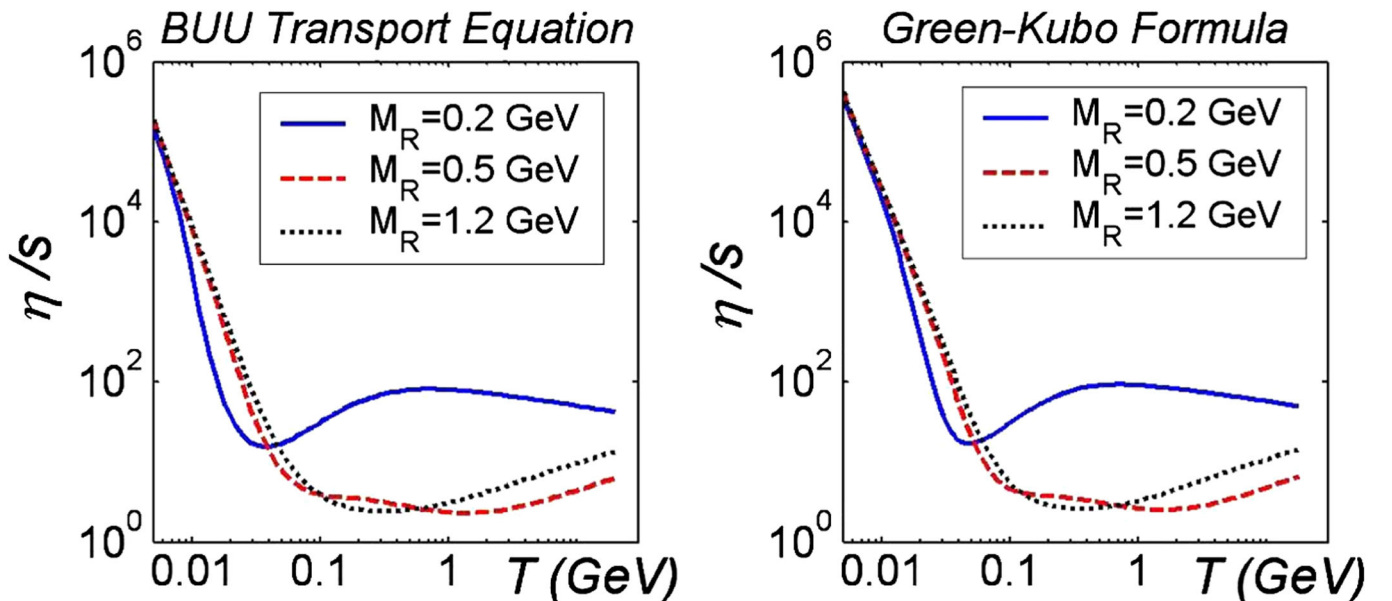 BUU Transport Equation
10^6
10^4
10^2
10^0
η/s
M_R=0.2 GeV
M_R=0.5 GeV
M_R=1.2 GeV
0.01
0.1
1
T (GeV)
Green-Kubo Formula
10^6
10^4
10^2
10^0
η/s
M_R=0.2 GeV
M_R=0.5 GeV
M_R=1.2 GeV
0.01
0.1
1
T (GeV)